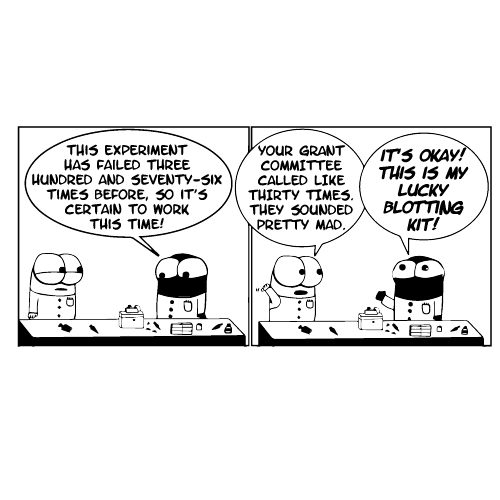 THIS EXPERIMENT
HAS FAILED THREE
HUNDRED AND SEVENTY-SIX
TIMES BEFORE, SO IT'S
CERTAIN TO WORK
THIS TIME!
YOUR GRANT
COMMITTEE
CALLED LIKE
THIRTY TIMES.
THEY SOUNDED
PRETTY MAD.
IT'S OKAY!
THIS IS MY
LUCKY
BLOTTING
KIT!